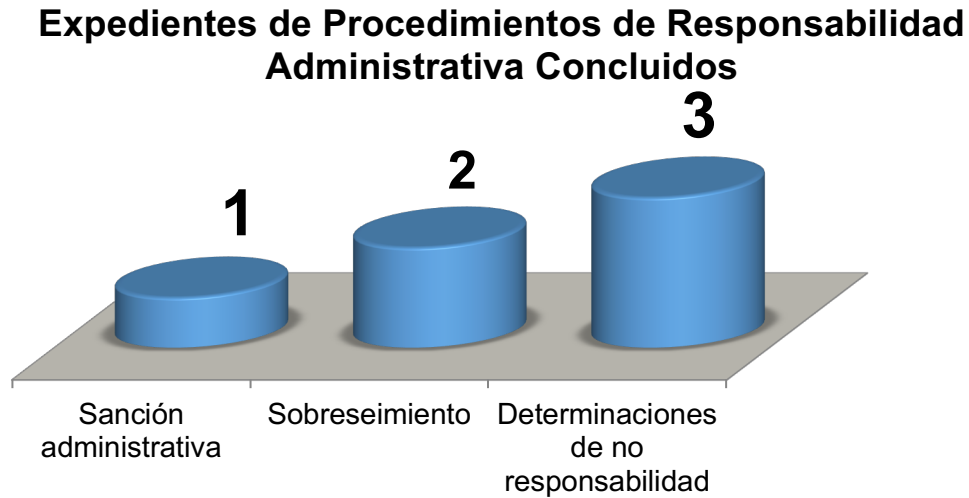 Expedientes de Procedimientos de Responsabilidad
Administrativa Concluidos
1
2
3
Sanción
administrativa
Sobreseimiento
Determinaciones
de no
responsabilidad